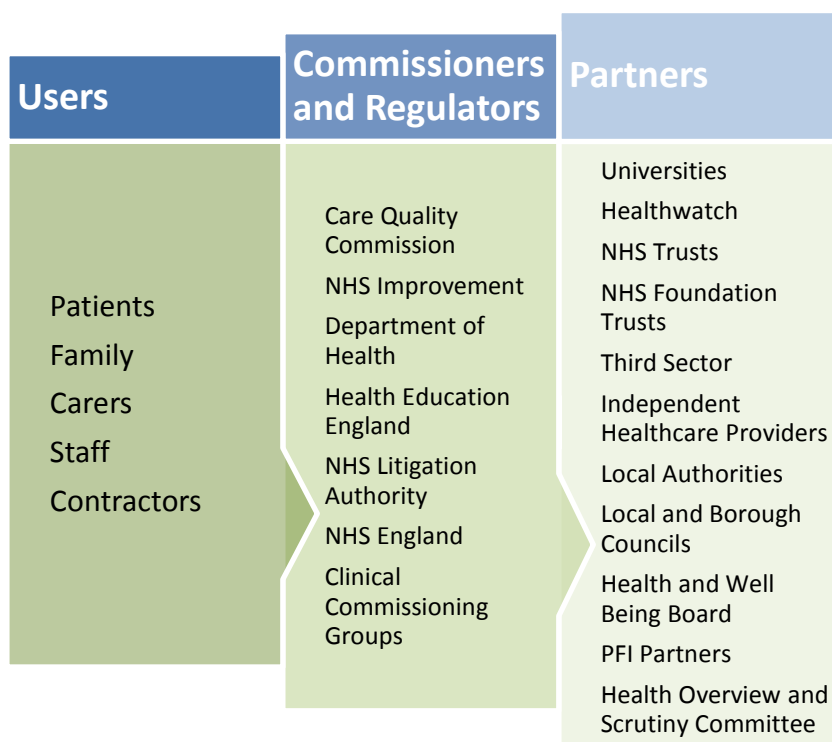 Users
Patients
Family
Carers
Staff
Contractors
Commissioners
and Regulators
Care Quality
Commission
NHS Improvement
Department of
Health
Health Education
England
NHS Litigation
Authority
NHS England
Clinical
Commissioning
Groups
Partners
Universities
Healthwatch
NHS Trusts
NHS Foundation
Trusts
Third Sector
Independent
Healthcare Providers
Local Authorities
Local and Borough
Councils
Health and Well
Being Board
PFI Partners
Health Overview and
Scrutiny Committee